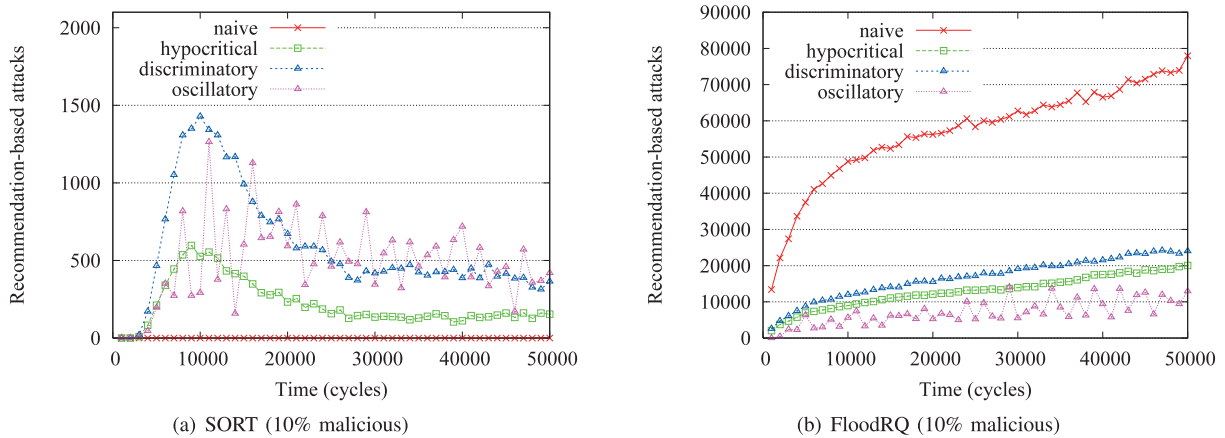 Recommendation-based attacks
2000
1500
1000
500
0
naive
hypocritical
discriminatory
oscillatory
0 10000 20000 30000 40000 50000
Time (cycles)
(a) SORT (10% malicious)
Recommendation-based attacks
90000
80000
70000
60000
50000
40000
30000
20000
10000
0
naive
hypocritical
discriminatory
oscillatory
0 10000 20000 30000 40000 50000
Time (cycles)
(b) FloodRQ (10% malicious)